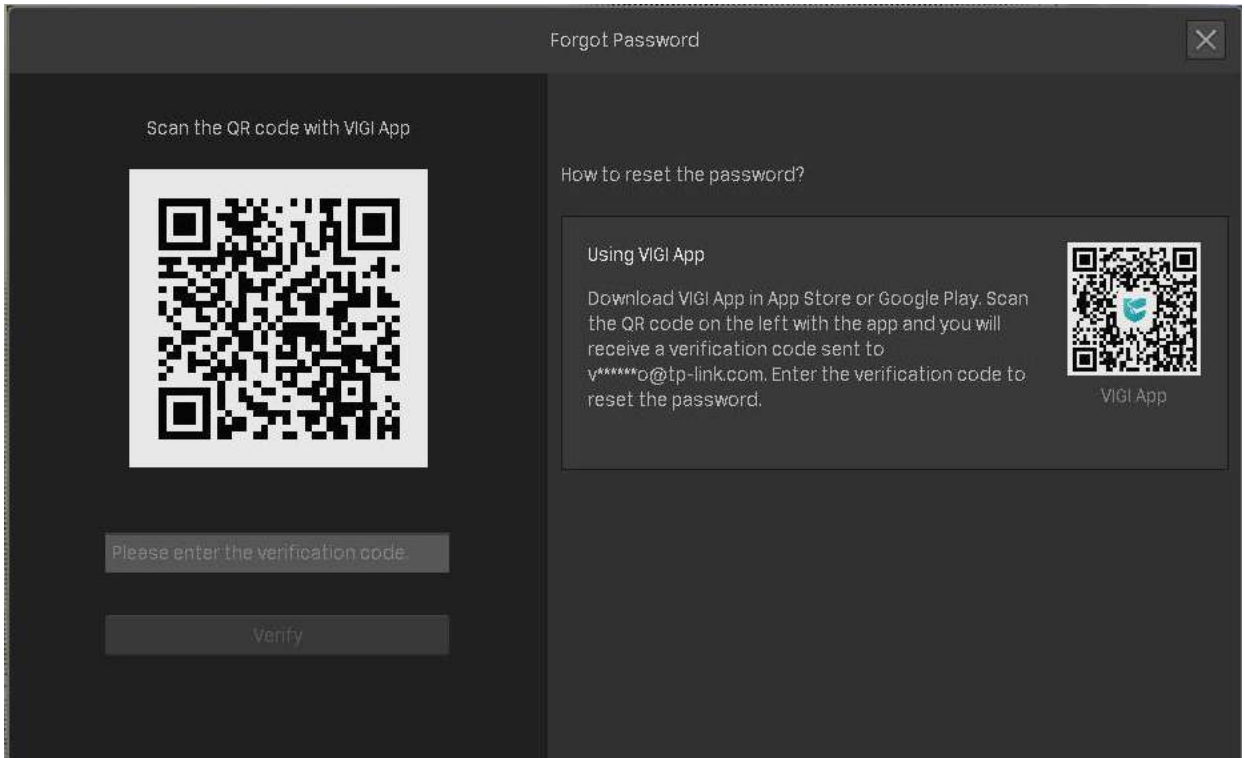 Forgot Password
Scan the QR code with VIGI App
Please enter the verification code.
Verify
How to reset the password?
Using VIGI App
Download VIGI App in App Store or Google Play. Scan
the QR code on the left with the app and you will
receive a verification code sent to
v******o@tp-link.com. Enter the verification code to
reset the password.
VIGI App